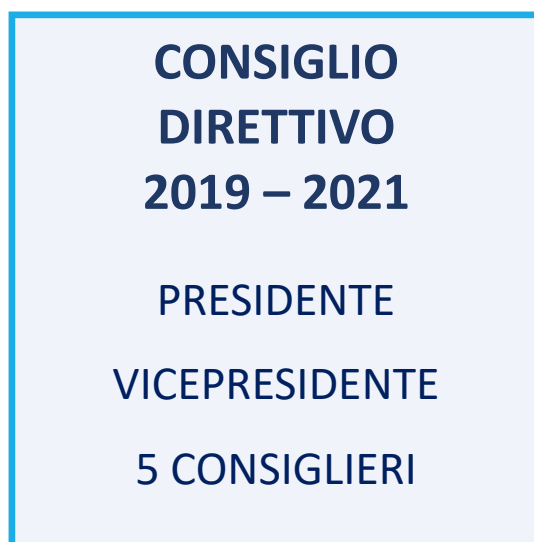 CONSIGLIO
DIRETTIVO
2019 – 2021
PRESIDENTE
VICEPRESIDENTE
5 CONSIGLIERI